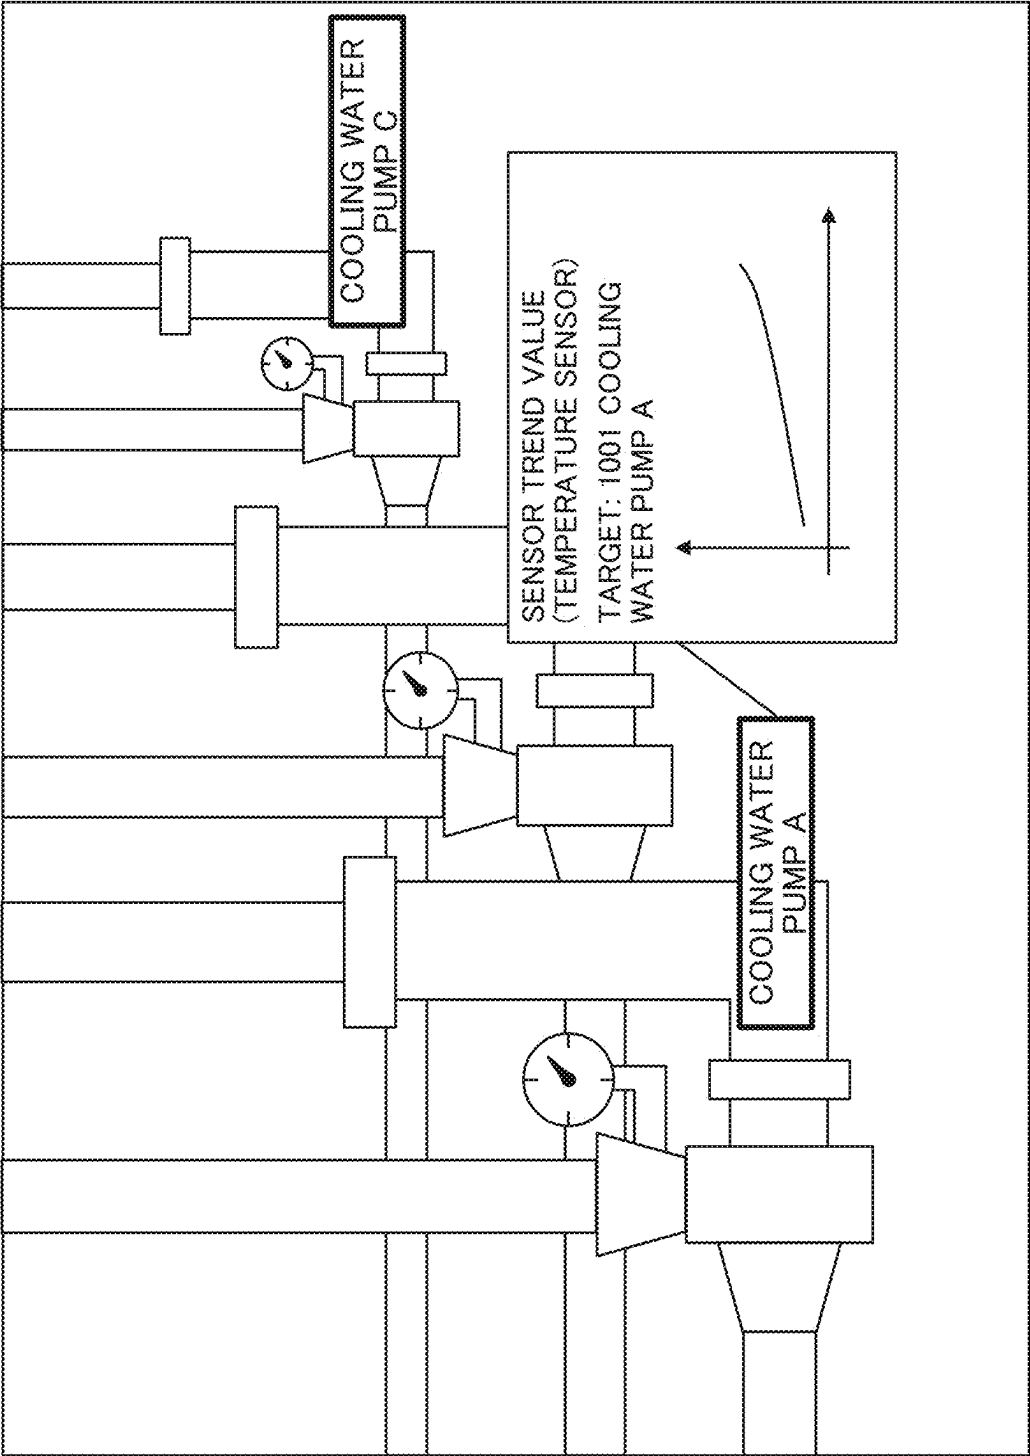 COOLING WATER
PUMP C
SENSOR TREND VALUE
(TEMPERATURE SENSOR)
TARGET: 1001 COOLING
WATER PUMP A
COOLING WATER
PUMP A